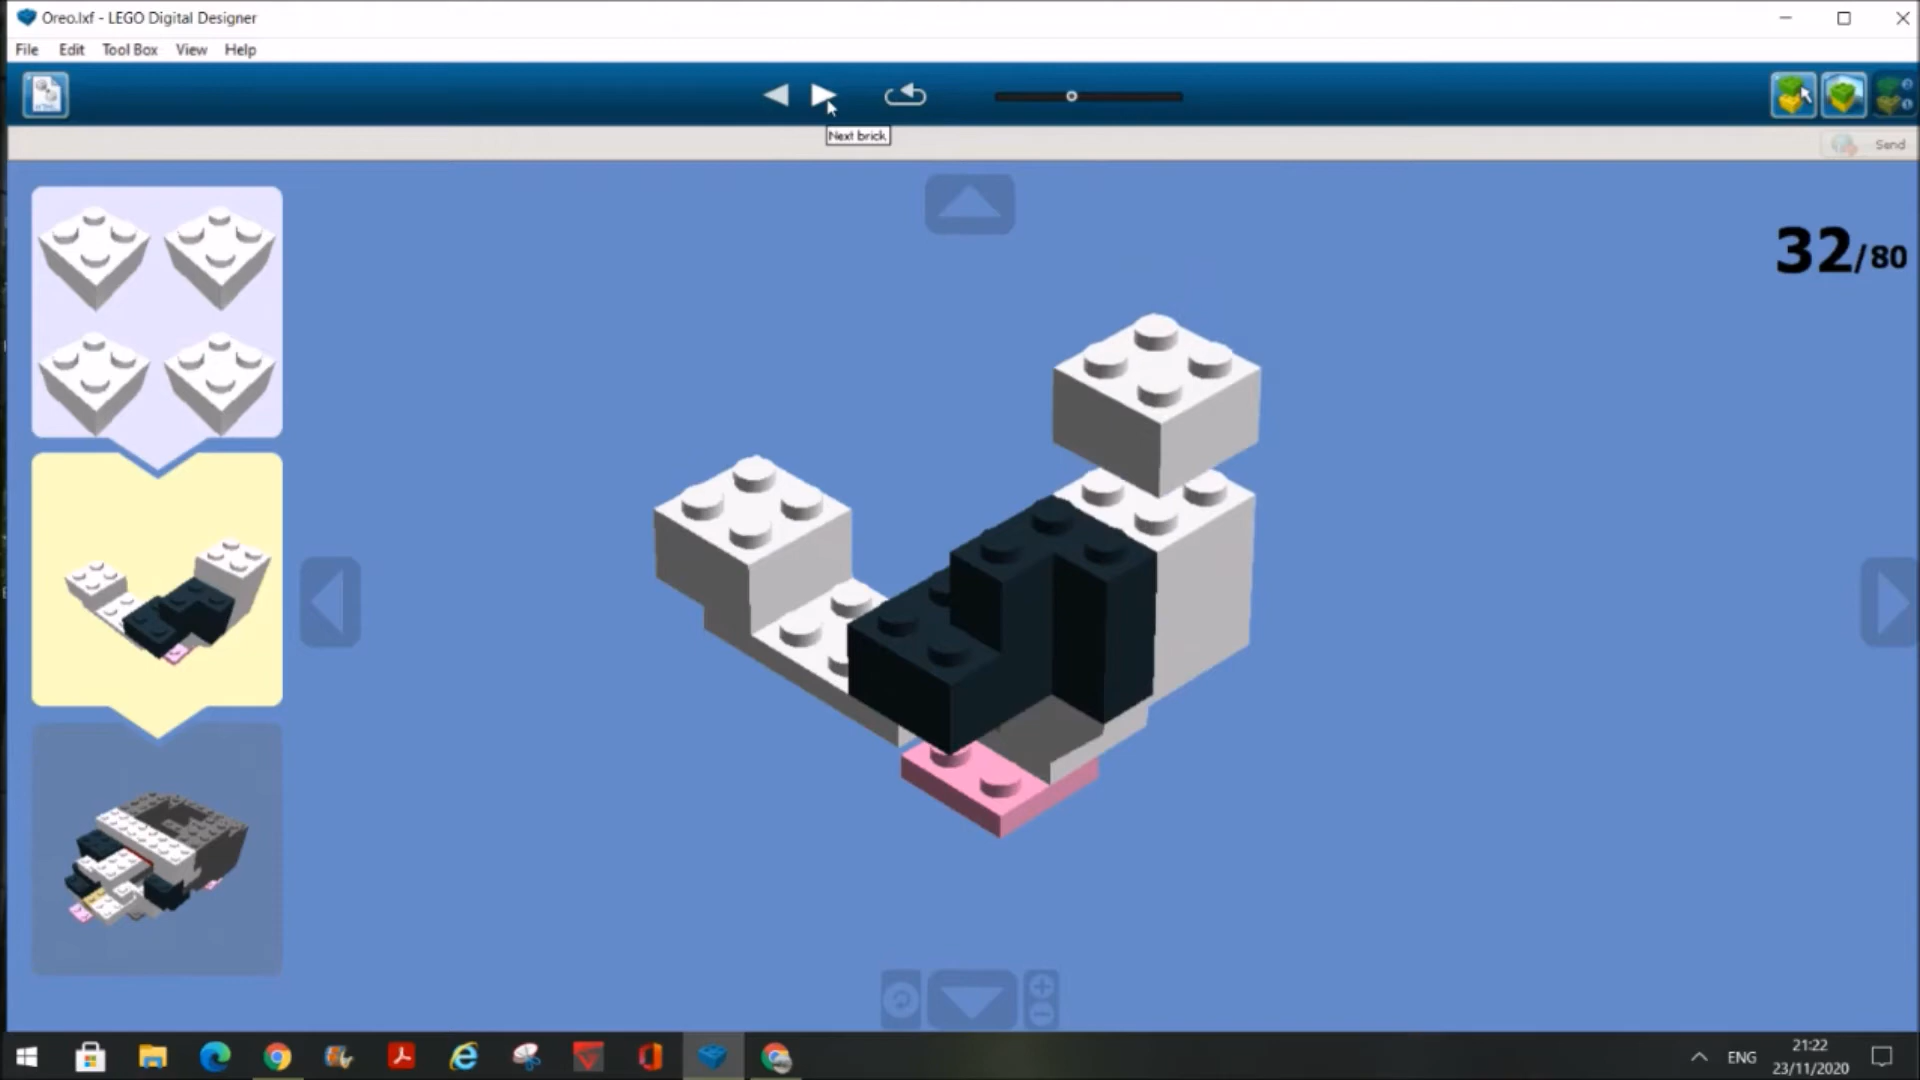 Oreo.lxf - LEGO Digital Designer
File Edit Tool Box View Help
Next brick
Send
32/80
ENG
21:22
23/11/2020